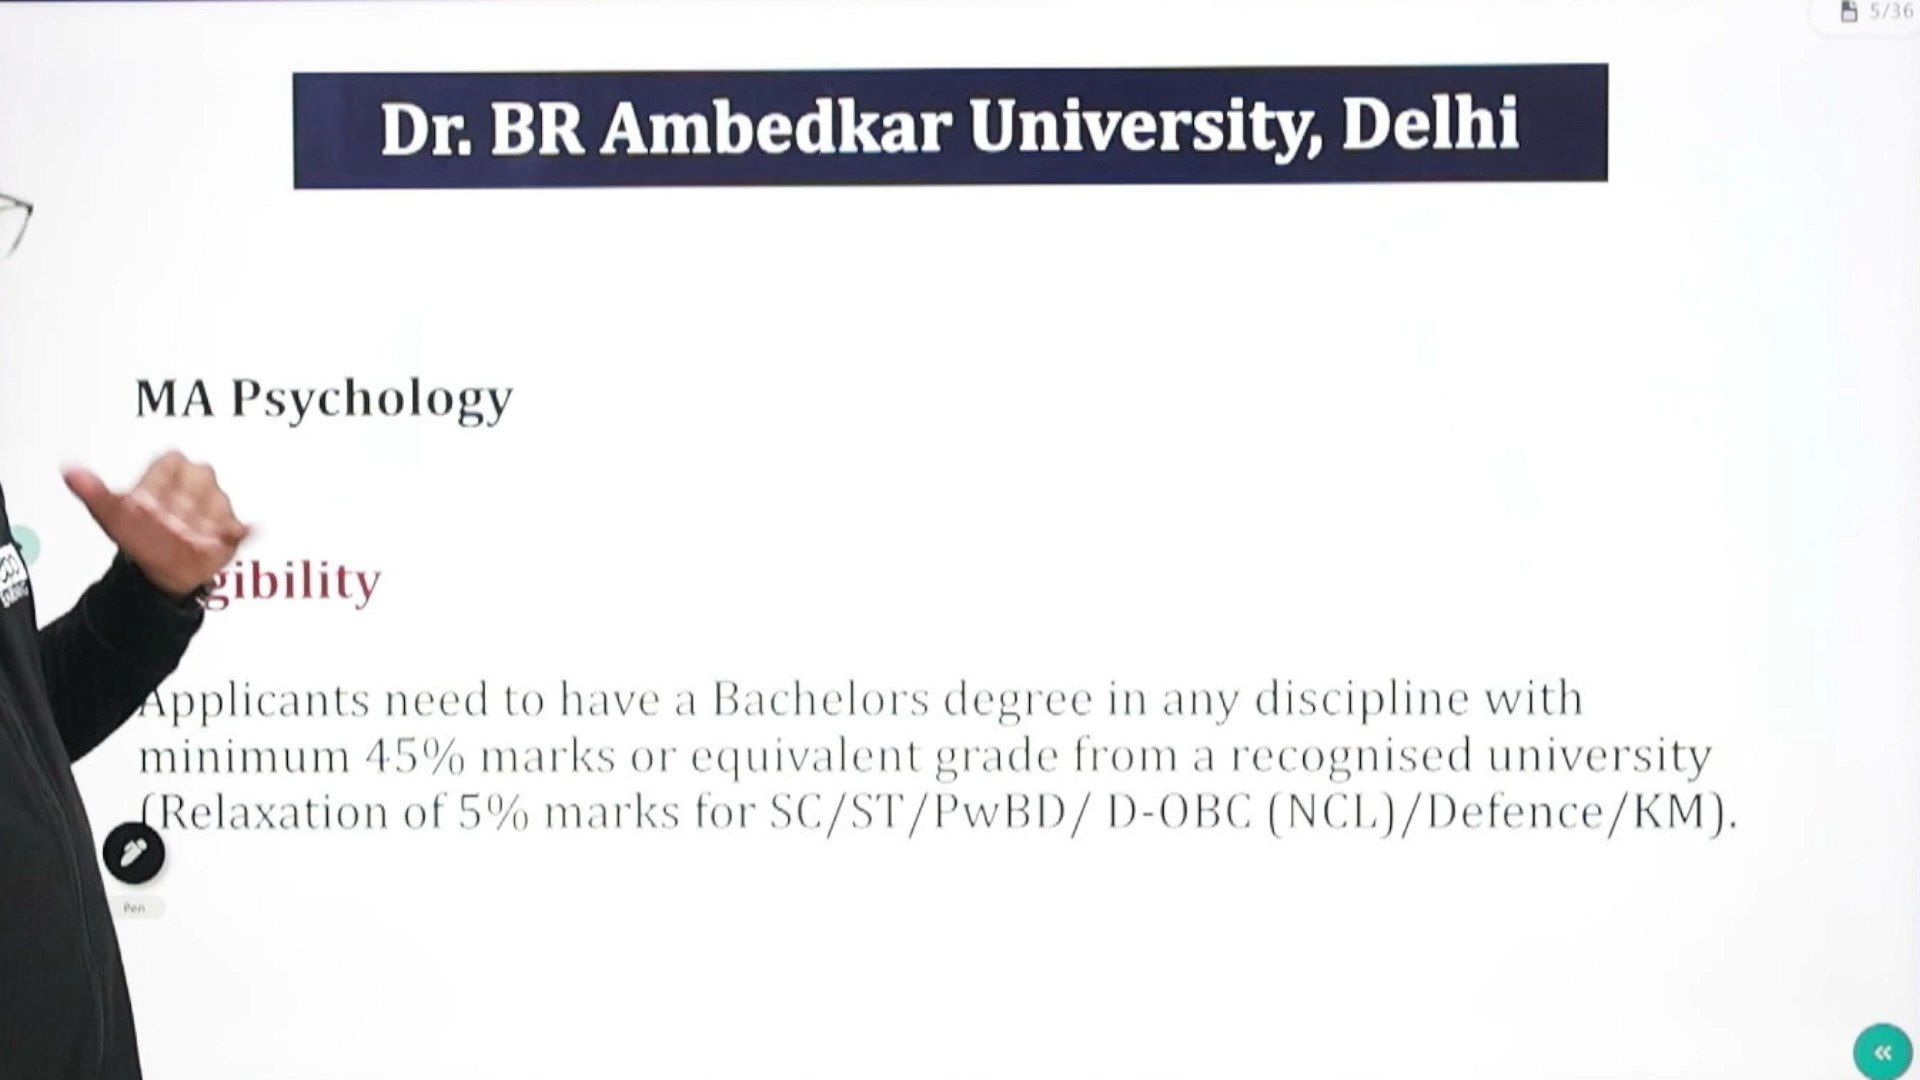 5/36
Dr. BR Ambedkar University, Delhi
MA Psychology
gibility
Applicants need to have a Bachelors degree in any discipline with
minimum 45% marks or equivalent grade from a recognised university
(Relaxation of 5% marks for SC/ST/PwBD/ D-OBC (NCL)/Defence/KM).
Pen